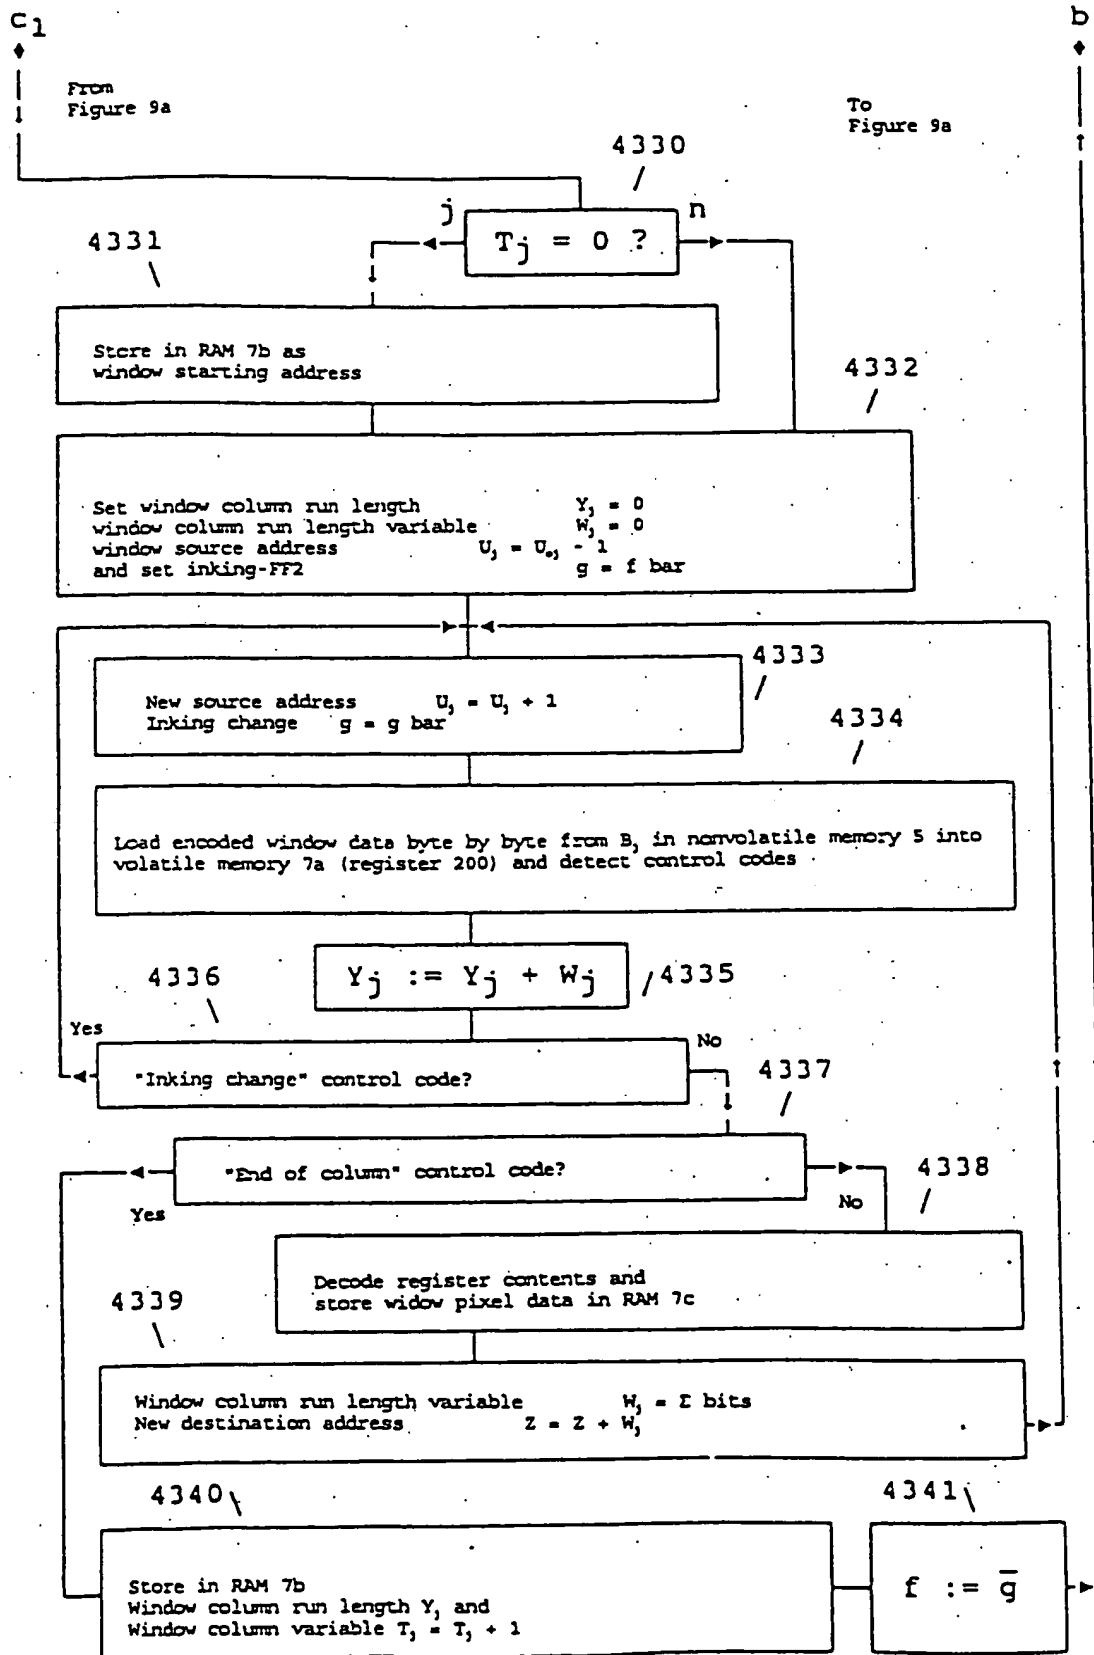 c1
b
From
Figure 9a
To
Figure 9a
4330
j
n
Tj = 0 ?
4331
Store in RAM 7b as
window starting address
4332
Set window column run length Yj = 0
window column run length variable Wj = 0
window source address Uj = Uoj - 1
and set inking-FF2 g = f bar
4333
New source address Uj = Uj + 1
Inking change g = g bar
4334
Load encoded window data byte by byte from Bj in nonvolatile memory 5 into
volatile memory 7a (register 200) and detect control codes
Yj := Yj + Wj
4335
4336
Yes
No
"Inking change" control code?
4337
"End of column" control code?
4338
Yes
No
Decode register contents and
store widow pixel data in RAM 7c
4339
Window column run length variable Wj = Σ bits
New destination address Z = Z + Wj
4340
4341
Store in RAM 7b
Window column run length Yj and
Window column variable Tj = Tj + 1
f := g̅